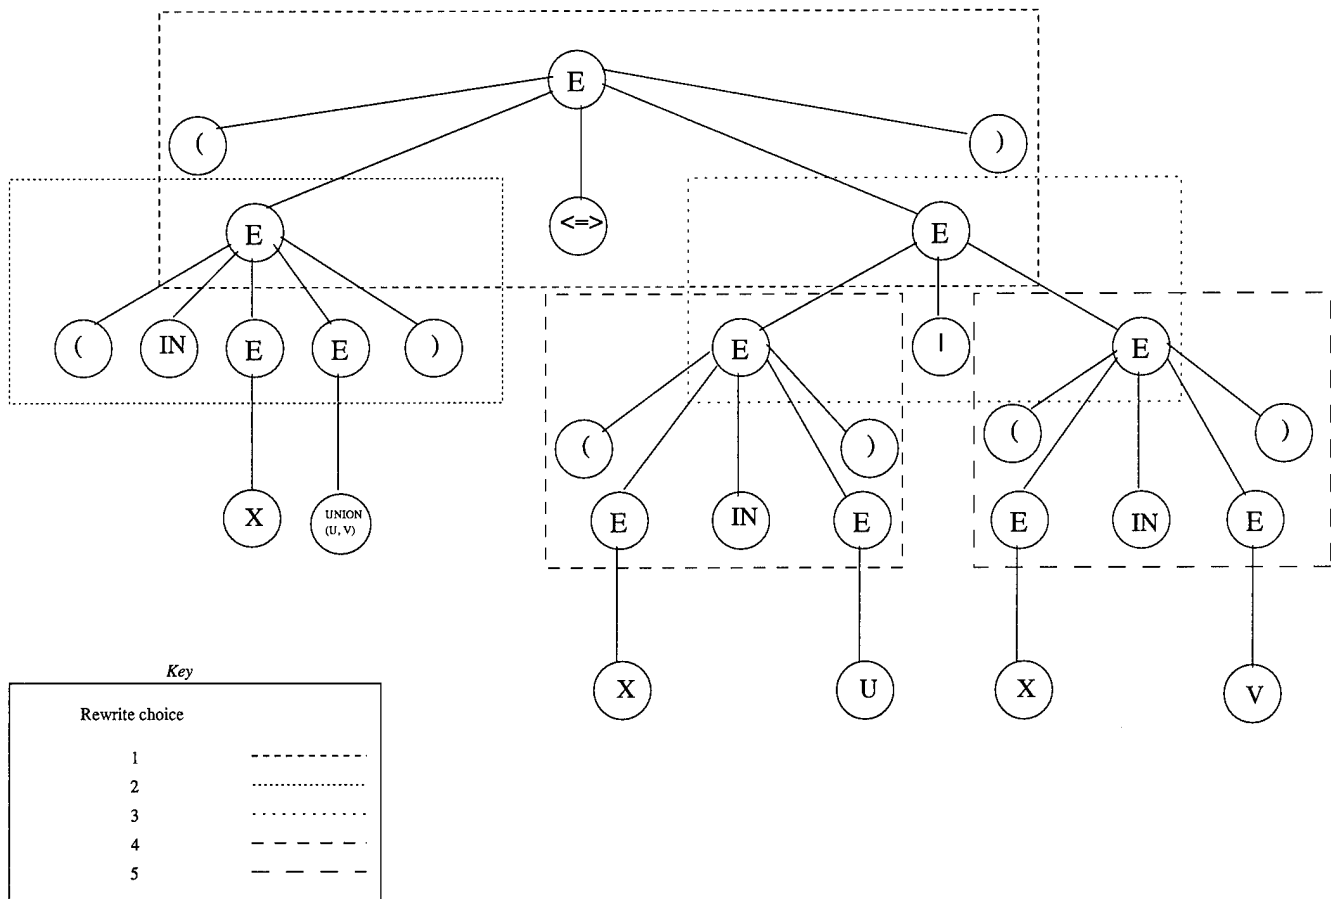 E
( )
E <=> E
( IN E E ) E | E
( ) ( )
X UNION
(U, V) E IN E E IN E
X U X V
Key
Rewrite choice
1
2
3
4
5